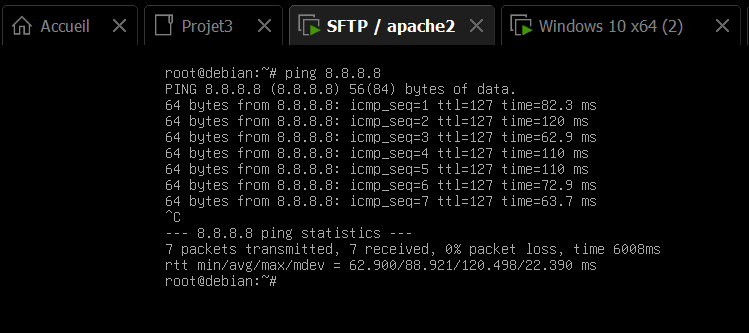 Accueil
Projet3
SFTP / apache2
Windows 10 x64 (2)
root@debian:~# ping 8.8.8.8
PING 8.8.8.8 (8.8.8.8) 56(84) bytes of data.
64 bytes from 8.8.8.8: icmp_seq=1 ttl=127 time=82.3 ms
64 bytes from 8.8.8.8: icmp_seq=2 ttl=127 time=120 ms
64 bytes from 8.8.8.8: icmp_seq=3 ttl=127 time=62.9 ms
64 bytes from 8.8.8.8: icmp_seq=4 ttl=127 time=110 ms
64 bytes from 8.8.8.8: icmp_seq=5 ttl=127 time=110 ms
64 bytes from 8.8.8.8: icmp_seq=6 ttl=127 time=72.9 ms
64 bytes from 8.8.8.8: icmp_seq=7 ttl=127 time=63.7 ms
^C
--- 8.8.8.8 ping statistics ---
7 packets transmitted, 7 received, 0% packet loss, time 6008ms
rtt min/avg/max/mdev = 62.900/88.921/120.498/22.390 ms
root@debian:~#